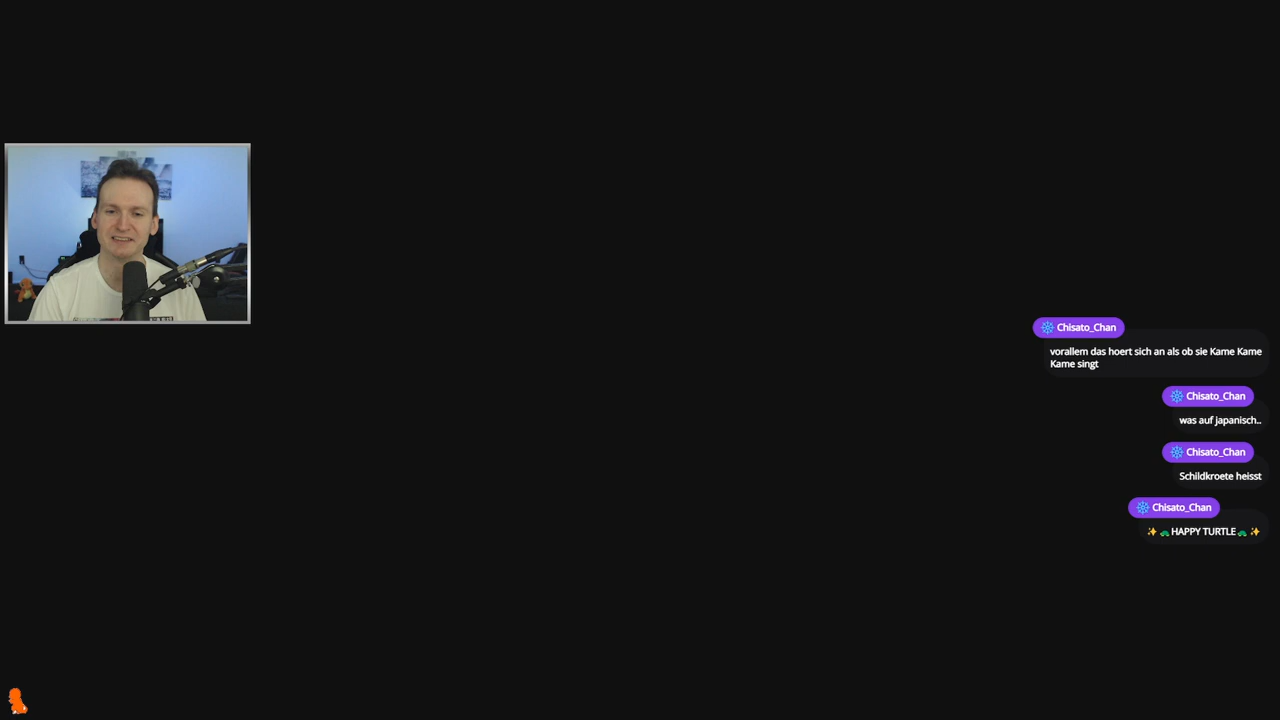 Chisato_Chan
vorallem das hoert sich an als ob sie Kame Kame
Kame singt
Chisato_Chan
was auf japanisch..
Chisato_Chan
Schildkroete heisst
Chisato_Chan
✨🐢HAPPY TURTLE🐢✨